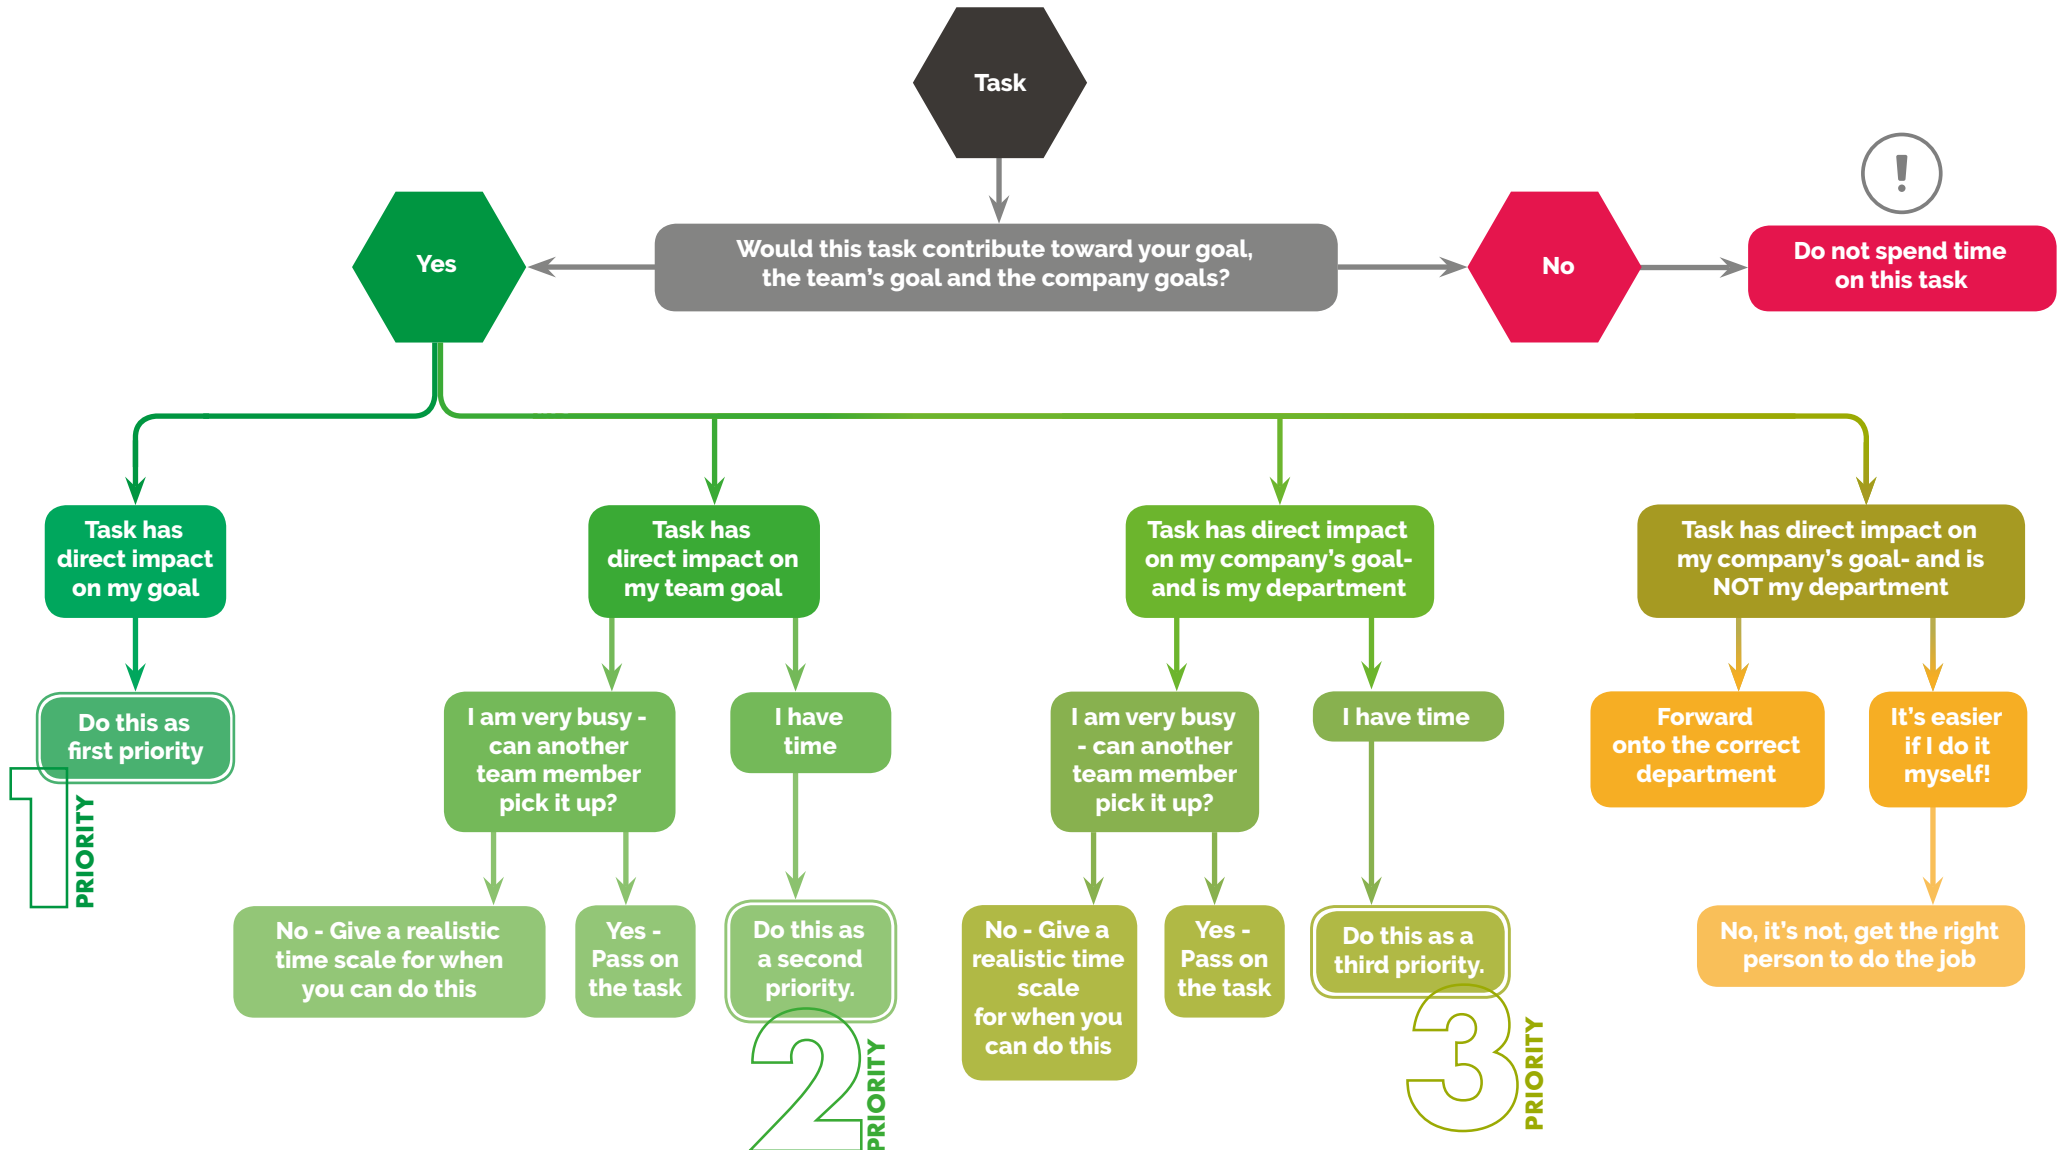 Task
!
Yes
Would this task contribute toward your goal,
the team's goal and the company goals?
No
Do not spend time
on this task
Task has
direct impact
on my goal
Task has
direct impact on
my team goal
Task has direct impact
on my company's goal-
and is my department
Task has direct impact on
my company's goal- and is
NOT my department
Do this as
first priority
1
PRIORITY
I am very busy -
can another
team member
pick it up?
I have
time
I am very busy
- can another
team member
pick it up?
I have time
Forward
onto the correct
department
It's easier
if I do it
myself!
No - Give a realistic
time scale for when
you can do this
Yes -
Pass on
the task
Do this as
a second
priority.
2
PRIORITY
No - Give a
realistic time
scale
for when you
can do this
Yes -
Pass on
the task
Do this as a
third priority.
3
PRIORITY
No, it's not, get the right
person to do the job